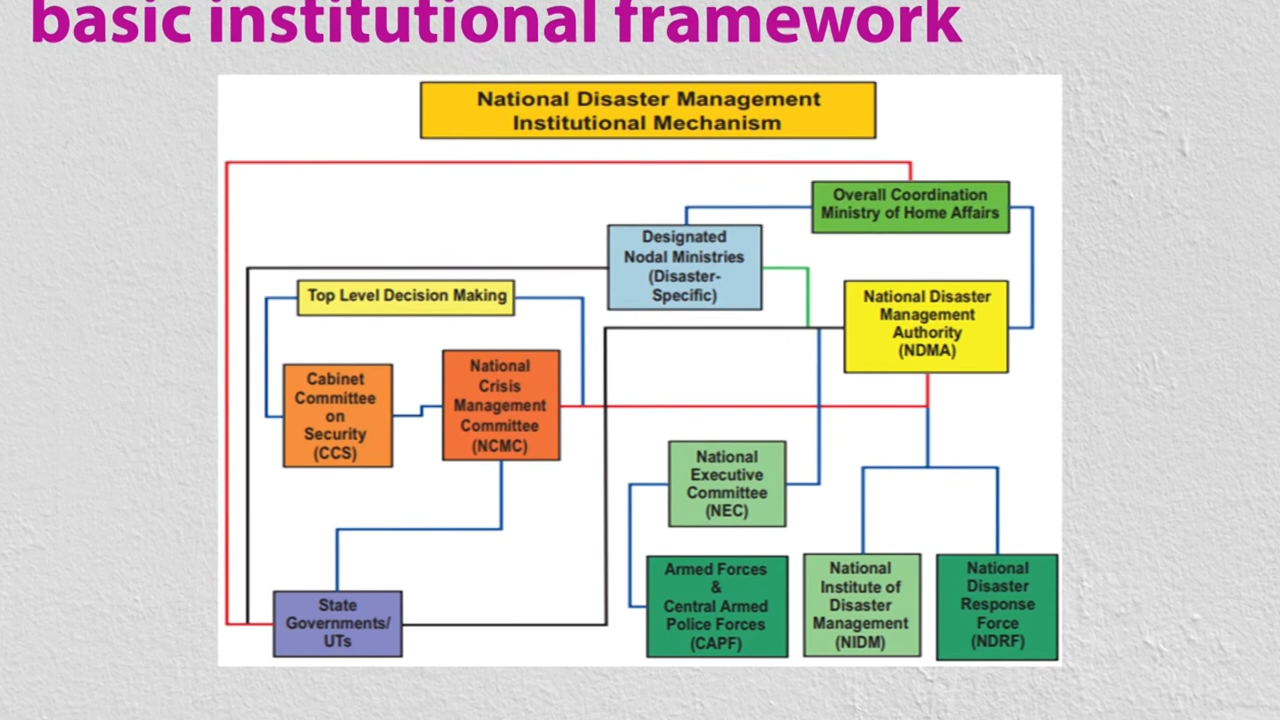 basic institutional framework
National Disaster Management
Institutional Mechanism
Overall Coordination
Ministry of Home Affairs
Designated
Nodal Ministries
(Disaster-
Specific)
Top Level Decision Making
National Disaster
Management
Authority
(NDMA)
Cabinet
Committee
on
Security
(CCS)
National
Crisis
Management
Committee
(NCMC)
National
Executive
Committee
(NEC)
State
Governments/
UTs
Armed Forces
&
Central Armed
Police Forces
(CAPF)
National
Institute of
Disaster
Management
(NIDM)
National
Disaster
Response
Force
(NDRF)